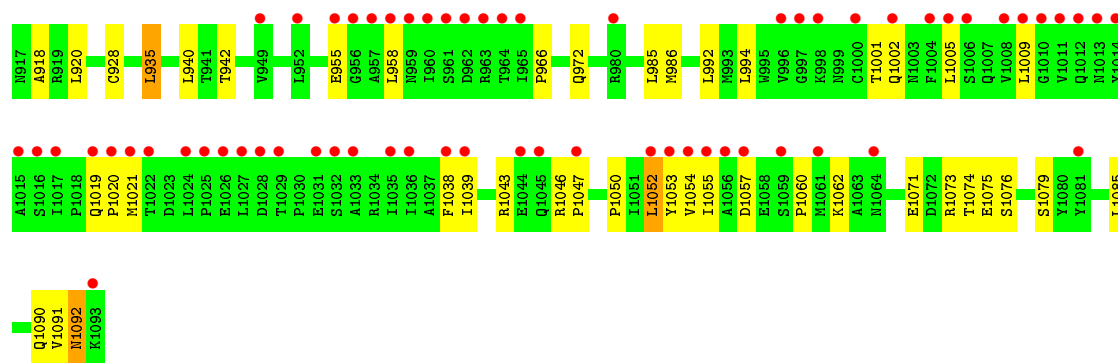 N917 A918 R919 L920 C928 L935 L940 T941 T942 V949 L952 E955 G956 A957 L958 N959 I960 S961 D962 R963 T964 I965 P966 Q972 R980 L985 M986 L992 M993 L994 W995 V996 G997 K998 N999 C1000 T1001 Q1002 N1003 F1004 L1005 S1006 Q1007 V1008 L1009 G1010 V1011 Q1012 N1013 Y1014
A1015 S1016 I1017 P1018 Q1019 P1020 M1021 T1022 D1023 L1024 P1025 E1026 L1027 D1028 T1029 P1030 E1031 S1032 A1033 R1034 I1035 I1036 A1037 F1038 I1039 R1043 E1044 Q1045 R1046 P1047 P1050 I1051 L1052 Y1053 V1054 I1055 A1056 D1057 E1058 S1059 P1060 M1061 K1062 A1063 N1064 E1071 D1072 R1073 T1074 E1075 S1076 S1079 Y1080 Y1081 L1085
Q1090 V1091 N1092 K1093